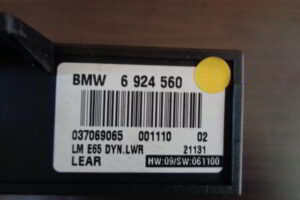 BMW 6 924 560
037069065 001110 02
LM E65 DYN.LWR 21131
LEAR HW:09/SW:061100